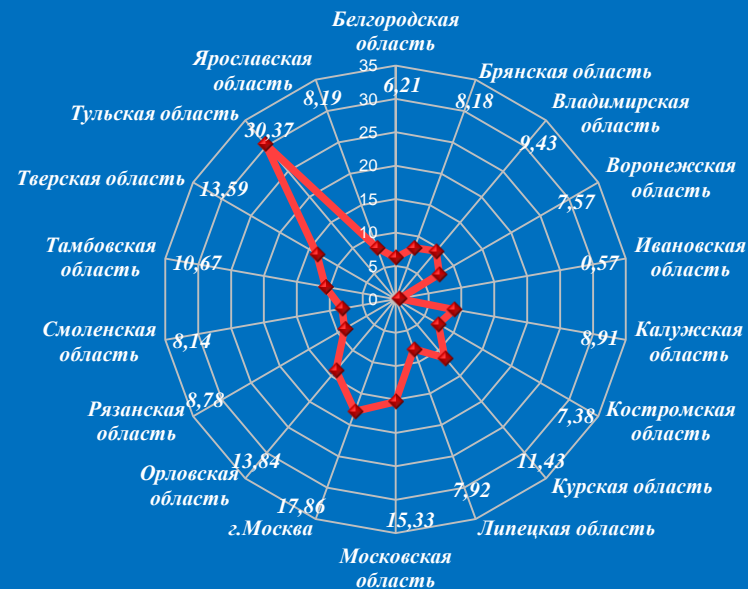 Белгородская
область
6,21
Брянская область
8,18
Владимирская
область
9,43
Воронежская
область
7,57
Ивановская
область
0,57
Калужская
область
8,91
Костромская
область
7,38
Курская область
11,43
Липецкая область
7,92
Московская
область
15,33
г.Москва
17,86
Орловская
область
13,84
Рязанская
область
8,78
Смоленская
область
8,14
Тамбовская
область
10,67
Тверская область
13,59
Тульская область
30,37
Ярославская
область
8,19
35
30
25
20
15
10
5
0